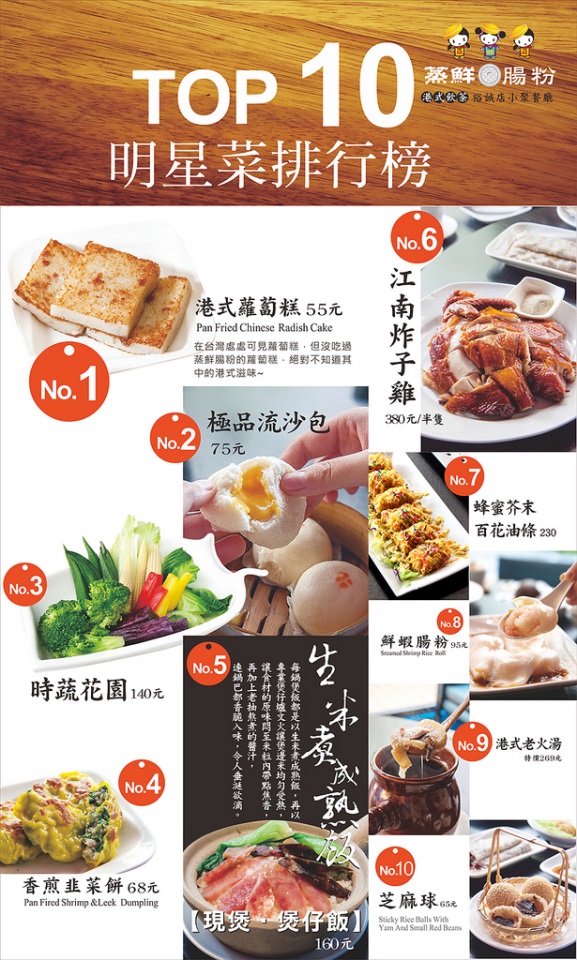 TOP 10
明星菜排行榜
蒸鮮腸粉
港式飲茶 裕誠店小聚餐廳
No.1
港式蘿蔔糕 55元
Pan Fried Chinese Radish Cake
在台灣處處可見蘿蔔糕，但沒吃過
蒸鮮腸粉的蘿蔔糕，絕對不知道其
中的港式滋味~
No.2
極品流沙包
75元
No.3
時蔬花園 140元
No.4
香煎韭菜餅 68元
Pan Fired Shrimp &Leek Dumpling
No.5
生米煮成熟飯
每鍋煲飯都是以生米煮成熟飯，再以
專業煲仔爐文火讓煲邊米均勻受熱，
讓食材的原味悶至米粒內帶點焦香，
再加上老抽熬煮的醬汁，
連鍋巴都香脆入味，令人垂涎欲滴。
【現煲．煲仔飯】
160元
No.6
江南炸子雞
380元/半隻
No.7
蜂蜜芥末
百花油條 230
No.8
鮮蝦腸粉 95元
Steamed Shrimp Rice Roll
No.9
港式老火湯
特價269元
No.10
芝麻球 65元
Sticky Rice Balls With
Yam And Small Red Beans